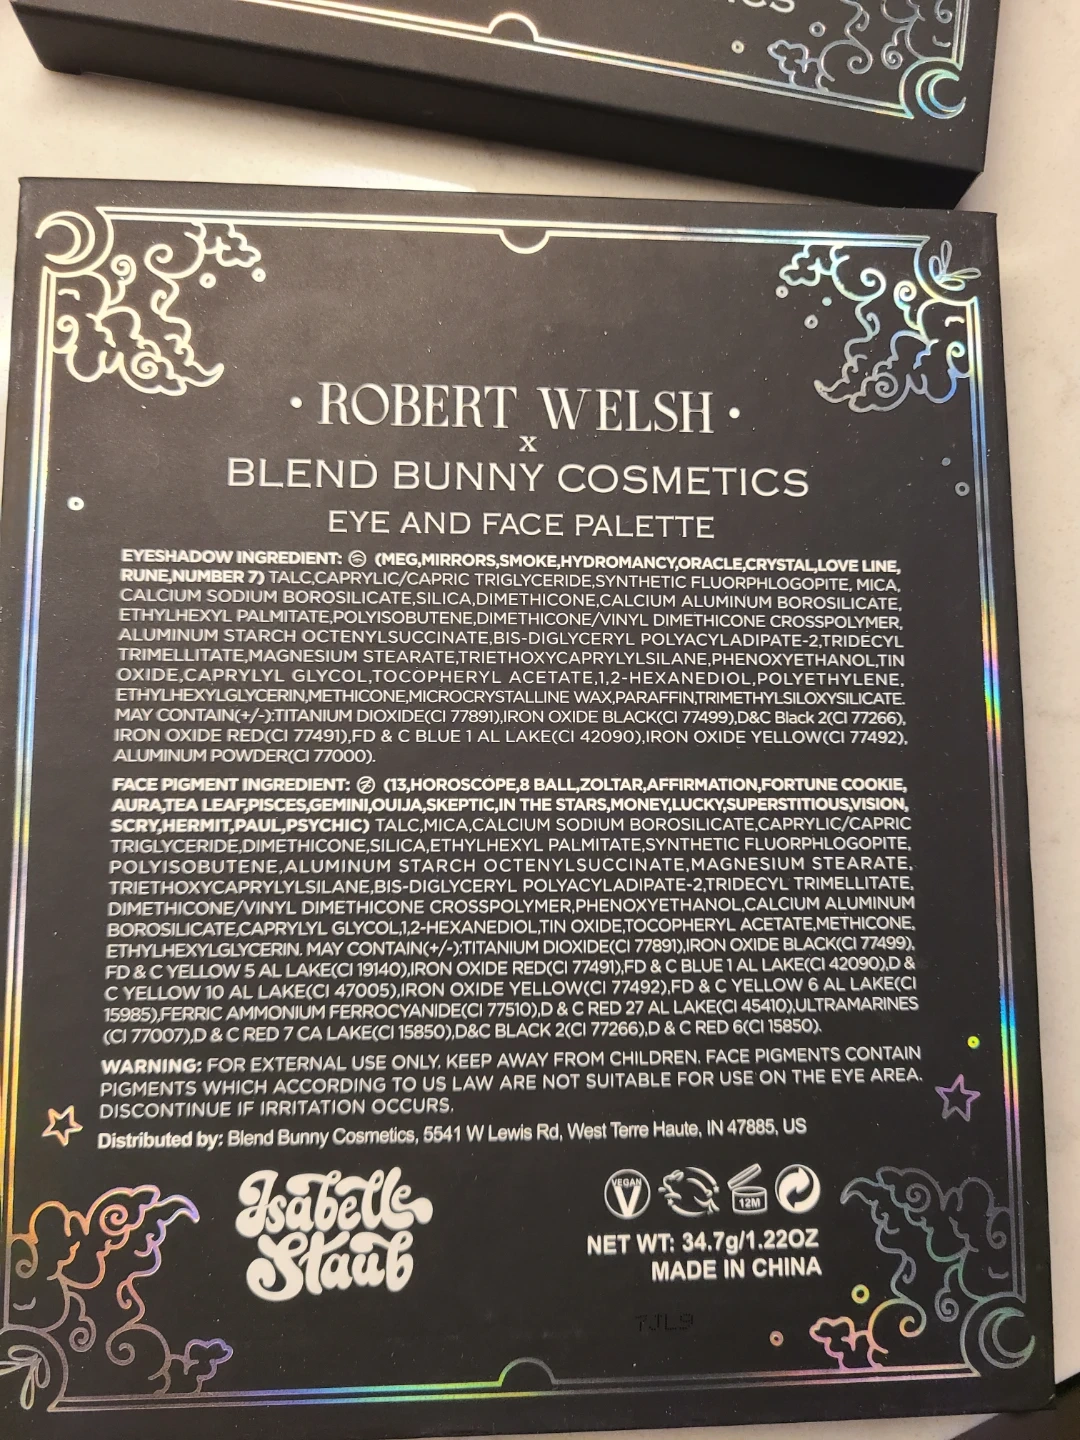 · ROBERT WELSH ·
x
BLEND BUNNY COSMETICS
EYE AND FACE PALETTE
EYESHADOW INGREDIENT: (MEG,MIRRORS,SMOKE,HYDROMANCY,ORACLE,CRYSTAL,LOVE LINE,
RUNE,NUMBER 7) TALC,CAPRYLIC/CAPRIC TRIGLYCERIDE,SYNTHETIC FLUORPHLOGOPITE, MICA,
CALCIUM SODIUM BOROSILICATE,SILICA,DIMETHICONE,CALCIUM ALUMINUM BOROSILICATE,
ETHYLHEXYL PALMITATE,POLYISOBUTENE,DIMETHICONE/VINYL DIMETHICONE CROSSPOLYMER,
ALUMINUM STARCH OCTENYLSUCCINATE,BIS-DIGLYCERYL POLYACYLADIPATE-2,TRIDECYL
TRIMELLITATE,MAGNESIUM STEARATE,TRIETHOXYCAPRYLYLSILANE,PHENOXYETHANOL,TIN
OXIDE,CAPRYLYL GLYCOL,TOCOPHERYL ACETATE,1,2-HEXANEDIOL,POLYETHYLENE,
ETHYLHEXYLGLYCERIN,METHICONE,MICROCRYSTALLINE WAX,PARAFFIN,TRIMETHYLSILOXYSILICATE.
MAY CONTAIN(+/-):TITANIUM DIOXIDE(CI 77891),IRON OXIDE BLACK(CI 77499),D&C Black 2(CI 77266),
IRON OXIDE RED(CI 77491),FD & C BLUE 1 AL LAKE(CI 42090),IRON OXIDE YELLOW(CI 77492),
ALUMINUM POWDER(CI 77000).
FACE PIGMENT INGREDIENT: (13,HOROSCOPE,8 BALL,ZOLTAR,AFFIRMATION,FORTUNE COOKIE,
AURA,TEA LEAF,PISCES,GEMINI,OUIJA,SKEPTIC,IN THE STARS,MONEY,LUCKY,SUPERSTITIOUS,VISION,
SCRY,HERMIT,PAUL,PSYCHIC) TALC,MICA,CALCIUM SODIUM BOROSILICATE,CAPRYLIC/CAPRIC
TRIGLYCERIDE,DIMETHICONE,SILICA,ETHYLHEXYL PALMITATE,SYNTHETIC FLUORPHLOGOPITE,
POLYISOBUTENE,ALUMINUM STARCH OCTENYLSUCCINATE,MAGNESIUM STEARATE,
TRIETHOXYCAPRYLYLSILANE,BIS-DIGLYCERYL POLYACYLADIPATE-2,TRIDECYL TRIMELLITATE,
DIMETHICONE/VINYL DIMETHICONE CROSSPOLYMER,PHENOXYETHANOL,CALCIUM ALUMINUM
BOROSILICATE,CAPRYLYL GLYCOL,1,2-HEXANEDIOL,TIN OXIDE,TOCOPHERYL ACETATE,METHICONE,
ETHYLHEXYLGLYCERIN. MAY CONTAIN(+/-):TITANIUM DIOXIDE(CI 77891),IRON OXIDE BLACK(CI 77499),
FD & C YELLOW 5 AL LAKE(CI 19140),IRON OXIDE RED(CI 77491),FD & C BLUE 1 AL LAKE(CI 42090),D &
C YELLOW 10 AL LAKE(CI 47005),IRON OXIDE YELLOW(CI 77492),FD & C YELLOW 6 AL LAKE(CI
15985),FERRIC AMMONIUM FERROCYANIDE(CI 77510),D & C RED 27 AL LAKE(CI 45410),ULTRAMARINES
(CI 77007),D & C RED 7 CA LAKE(CI 15850),D&C BLACK 2(CI 77266),D & C RED 6(CI 15850).
WARNING: FOR EXTERNAL USE ONLY. KEEP AWAY FROM CHILDREN. FACE PIGMENTS CONTAIN
PIGMENTS WHICH ACCORDING TO US LAW ARE NOT SUITABLE FOR USE ON THE EYE AREA.
DISCONTINUE IF IRRITATION OCCURS.
Distributed by: Blend Bunny Cosmetics, 5541 W Lewis Rd, West Terre Haute, IN 47885, US
Isabelle
Staub
VEGAN
12M
NET WT: 34.7g/1.22OZ
MADE IN CHINA
7JL9